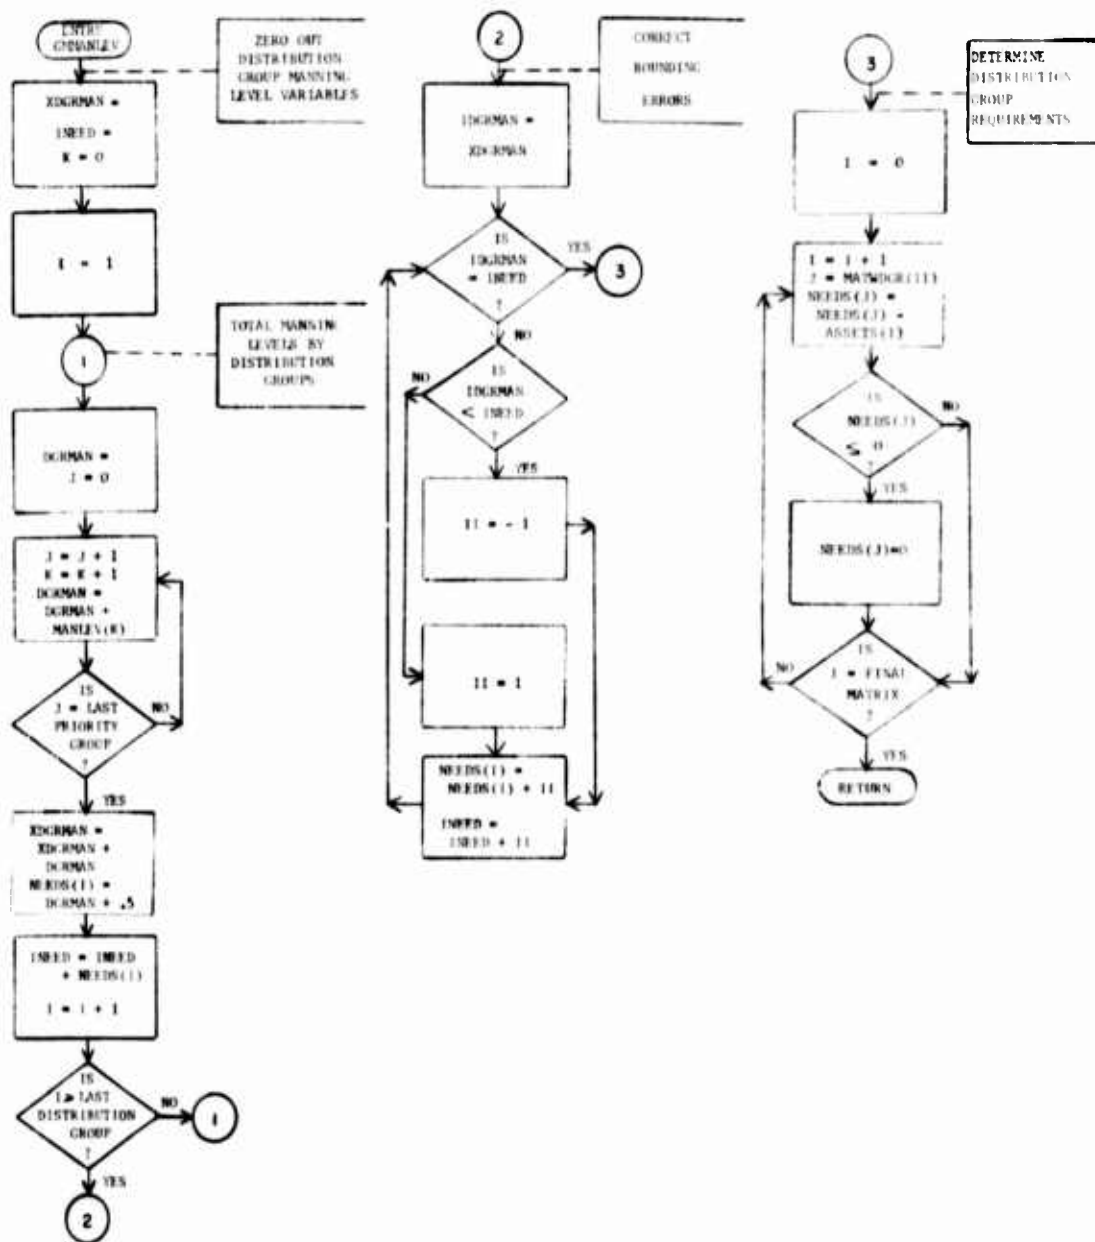 ENTRY
GMMANLEV
ZERO OUT
DISTRIBUTION
GROUP MANNING
LEVEL VARIABLES
XDGRMAN =
INEED =
K = 0
I = 1
1
TOTAL MANNING
LEVELS BY
DISTRIBUTION
GROUPS
DGRMAN =
J = 0
J = J + 1
K = K + 1
DGRMAN =
DGRMAN +
MANLEV(K)
IS
J = LAST
PRIORITY
GROUP
?
NO
YES
XDGRMAN =
XDGRMAN +
DGRMAN
NEEDS(I) =
DGRMAN + .5
INEED = INEED
+ NEEDS(I)
I = I + 1
IS
I > LAST
DISTRIBUTION
GROUP
?
NO
1
YES
2
2
CORRECT
ROUNDING
ERRORS
IDGRMAN =
XDGRMAN
IS
IDGRMAN
= INEED
?
YES
3
NO
IS
IDGRMAN
< INEED
?
NO
YES
II = - 1
II = 1
NEEDS(I) =
NEEDS(I) + II
INEED =
INEED + II
3
DETERMINE
DISTRIBUTION
GROUP
REQUIREMENTS
I = 0
I = I + 1
J = MATWDGR(II)
NEEDS(J) =
NEEDS(J) -
ASSETS(I)
IS
NEEDS(J)
≤ 0
?
NO
YES
NEEDS(J)=0
IS
I = FINAL
MATRIX
?
NO
YES
RETURN